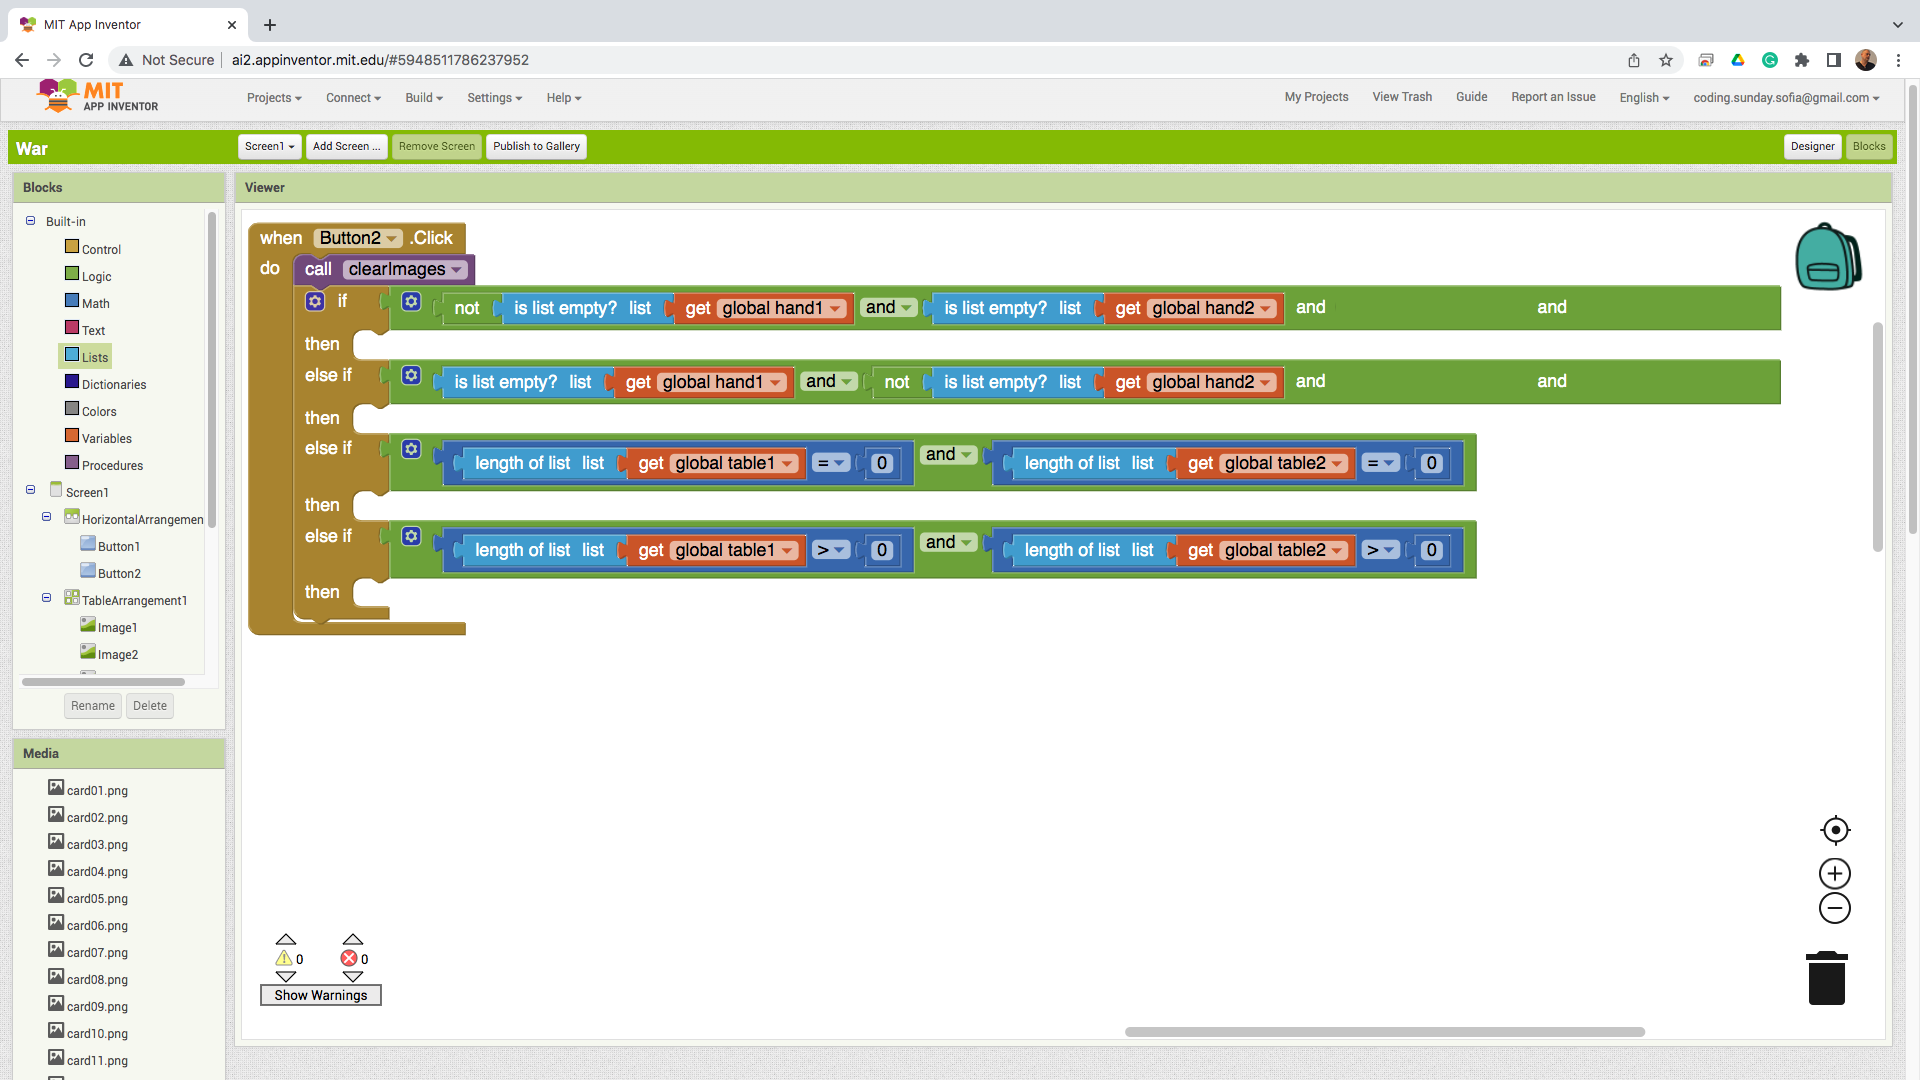 MIT App Inventor
Not Secure ai2.appinventor.mit.edu/#5948511786237952
MIT
APP INVENTOR
Projects Connect Build Settings Help My Projects View Trash Guide Report an Issue English coding.sunday.sofia@gmail.com
War Screen1 Add Screen ... Remove Screen Publish to Gallery Designer Blocks
Blocks
Built-in
Control
Logic
Math
Text
Lists
Dictionaries
Colors
Variables
Procedures
Screen1
HorizontalArrangemen
Button1
Button2
TableArrangement1
Image1
Image2
Rename Delete
Media
card01.png
card02.png
card03.png
card04.png
card05.png
card06.png
card07.png
card08.png
card09.png
card10.png
card11.png
Viewer
when Button2 .Click
do call clearImages
if not is list empty? list get global hand1 and is list empty? list get global hand2 and and
then
else if is list empty? list get global hand1 and not is list empty? list get global hand2 and and
then
else if length of list list get global table1 = 0 and length of list list get global table2 = 0
then
else if length of list list get global table1 > 0 and length of list list get global table2 > 0
then
0 0
Show Warnings